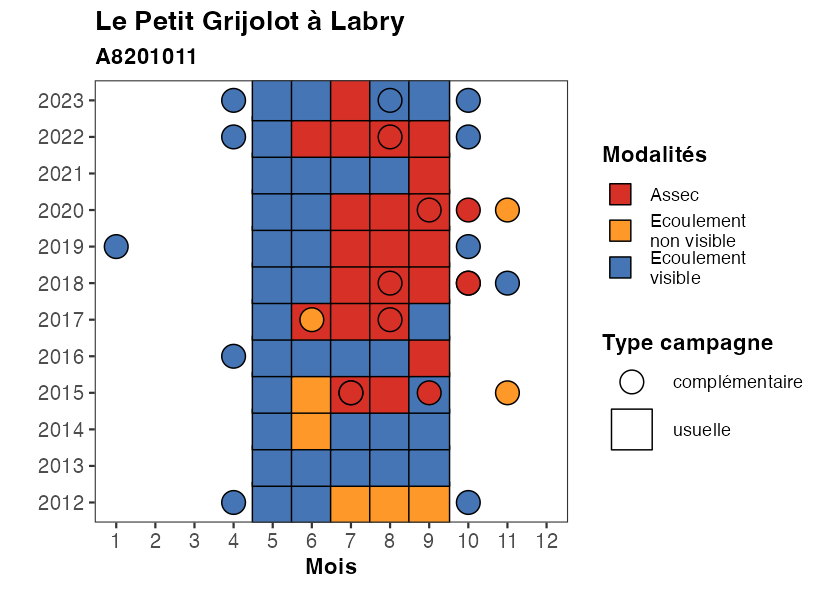 Le Petit Grijolot à Labry
A8201011
2023
2022
2021
2020
2019
2018
2017
2016
2015
2014
2013
2012
1 2 3 4 5 6 7 8 9 10 11 12
Mois
Modalités
Assec
Ecoulement
non visible
Ecoulement
visible
Type campagne
complémentaire
usuelle